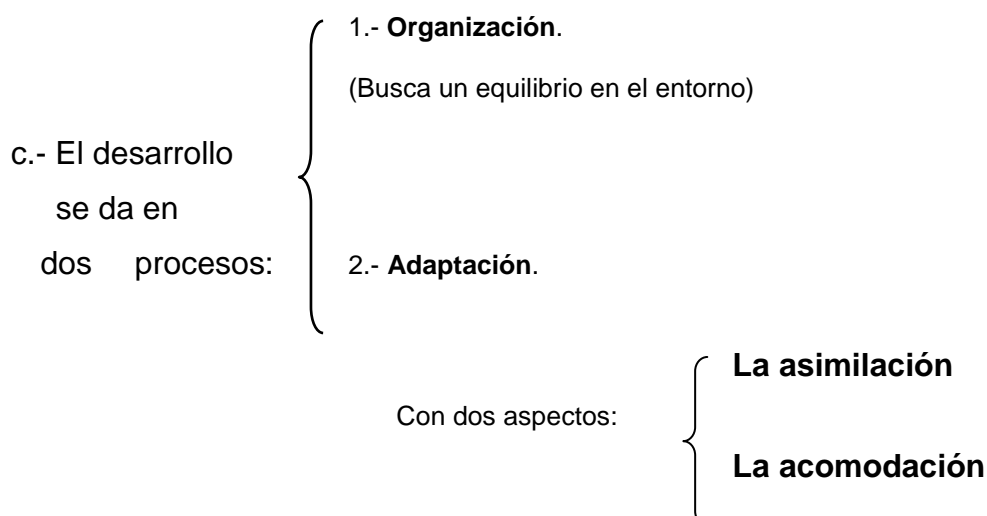 1.- Organización.
(Busca un equilibrio en el entorno)
c.- El desarrollo
se da en
dos procesos:
2.- Adaptación.
La asimilación
Con dos aspectos:
La acomodación